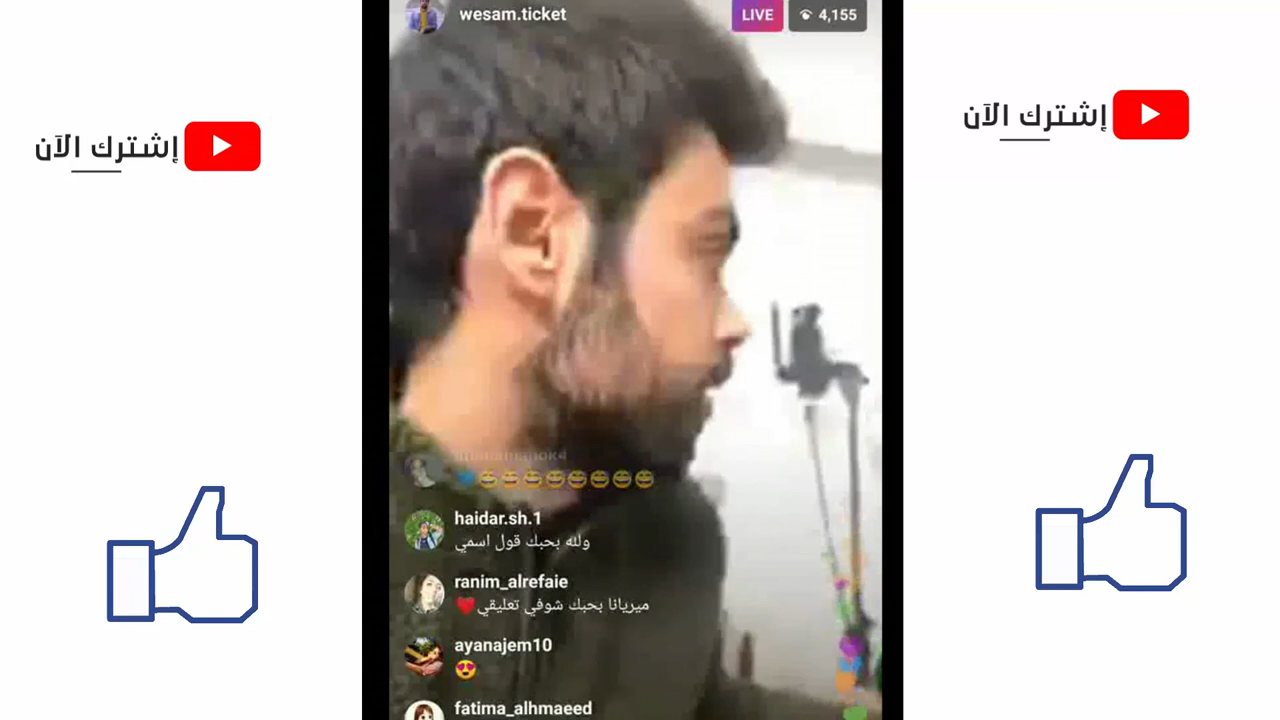 wesam.ticket
LIVE
4,155
إشترك الآن
إشترك الآن
haidar.sh.1
ولله بحبك قول اسمي
ranim_alrefaie
ميريانا بحبك شوفي تعليقي❤️
ayanajem10
😍
fatima_alhmaeed